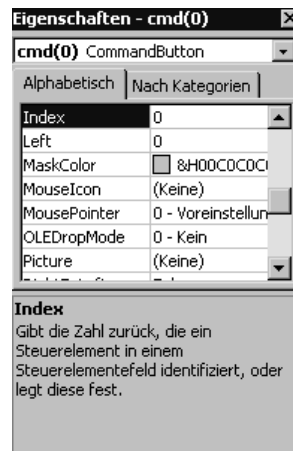 Eigenschaften - cmd(0)
cmd(0) CommandButton
Alphabetisch Nach Kategorien
Index 0
Left 0
MaskColor &H00C0C0C
MouseIcon (Keine)
MousePointer 0 - Voreinstellun
OLEDropMode 0 - Kein
Picture (Keine)
Index
Gibt die Zahl zurück, die ein
Steuerelement in einem
Steuerelementefeld identifiziert, oder
legt diese fest.